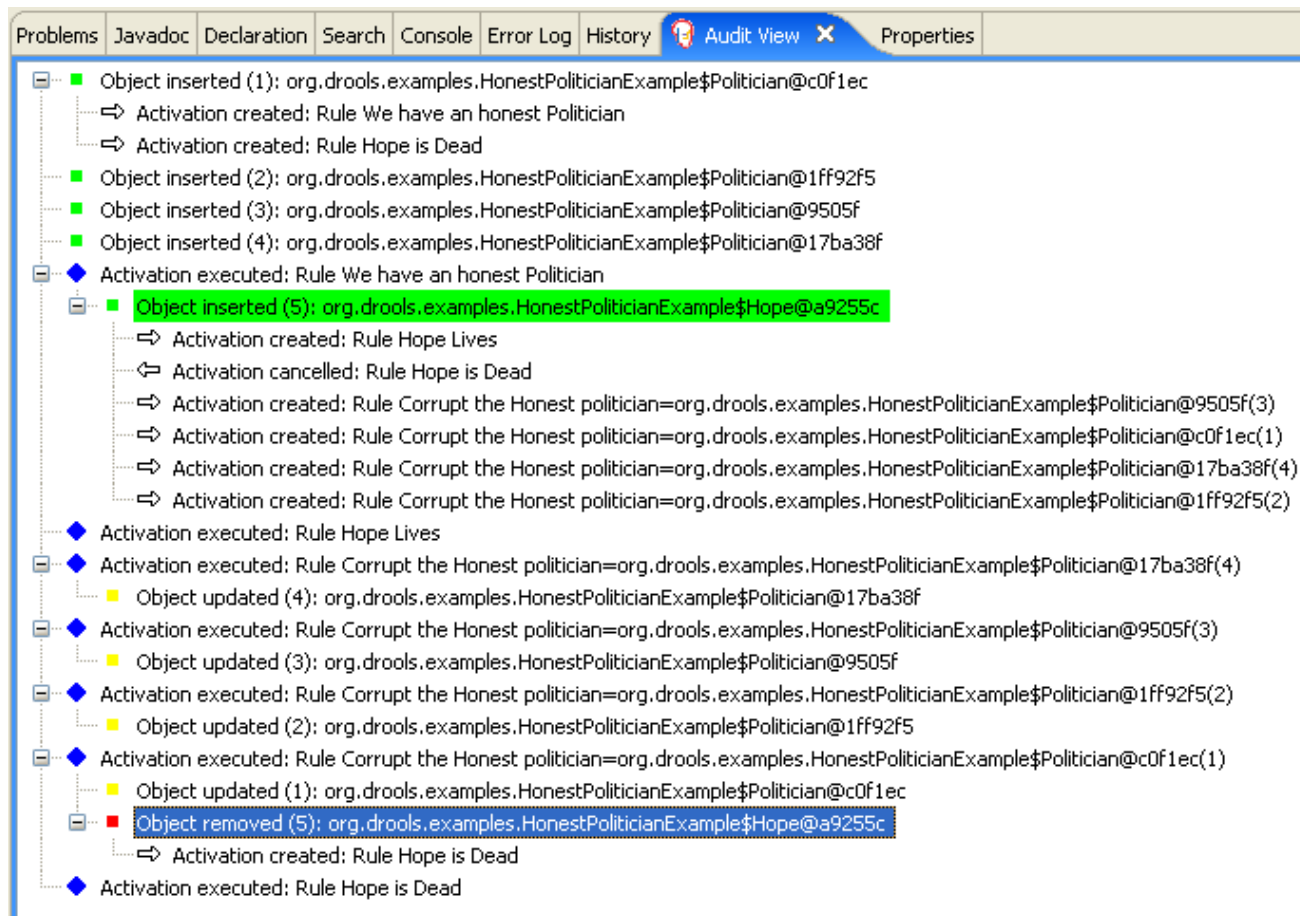 Problems Javadoc Declaration Search Console Error Log History Audit View Properties
Object inserted (1): org.drools.examples.HonestPoliticianExample$Politician@c0f1ec
Activation created: Rule We have an honest Politician
Activation created: Rule Hope is Dead
Object inserted (2): org.drools.examples.HonestPoliticianExample$Politician@1ff92f5
Object inserted (3): org.drools.examples.HonestPoliticianExample$Politician@9505f
Object inserted (4): org.drools.examples.HonestPoliticianExample$Politician@17ba38f
Activation executed: Rule We have an honest Politician
Object inserted (5): org.drools.examples.HonestPoliticianExample$Hope@a9255c
Activation created: Rule Hope Lives
Activation cancelled: Rule Hope is Dead
Activation created: Rule Corrupt the Honest politician=org.drools.examples.HonestPoliticianExample$Politician@9505f(3)
Activation created: Rule Corrupt the Honest politician=org.drools.examples.HonestPoliticianExample$Politician@c0f1ec(1)
Activation created: Rule Corrupt the Honest politician=org.drools.examples.HonestPoliticianExample$Politician@17ba38f(4)
Activation created: Rule Corrupt the Honest politician=org.drools.examples.HonestPoliticianExample$Politician@1ff92f5(2)
Activation executed: Rule Hope Lives
Activation executed: Rule Corrupt the Honest politician=org.drools.examples.HonestPoliticianExample$Politician@17ba38f(4)
Object updated (4): org.drools.examples.HonestPoliticianExample$Politician@17ba38f
Activation executed: Rule Corrupt the Honest politician=org.drools.examples.HonestPoliticianExample$Politician@9505f(3)
Object updated (3): org.drools.examples.HonestPoliticianExample$Politician@9505f
Activation executed: Rule Corrupt the Honest politician=org.drools.examples.HonestPoliticianExample$Politician@1ff92f5(2)
Object updated (2): org.drools.examples.HonestPoliticianExample$Politician@1ff92f5
Activation executed: Rule Corrupt the Honest politician=org.drools.examples.HonestPoliticianExample$Politician@c0f1ec(1)
Object updated (1): org.drools.examples.HonestPoliticianExample$Politician@c0f1ec
Object removed (5): org.drools.examples.HonestPoliticianExample$Hope@a9255c
Activation created: Rule Hope is Dead
Activation executed: Rule Hope is Dead